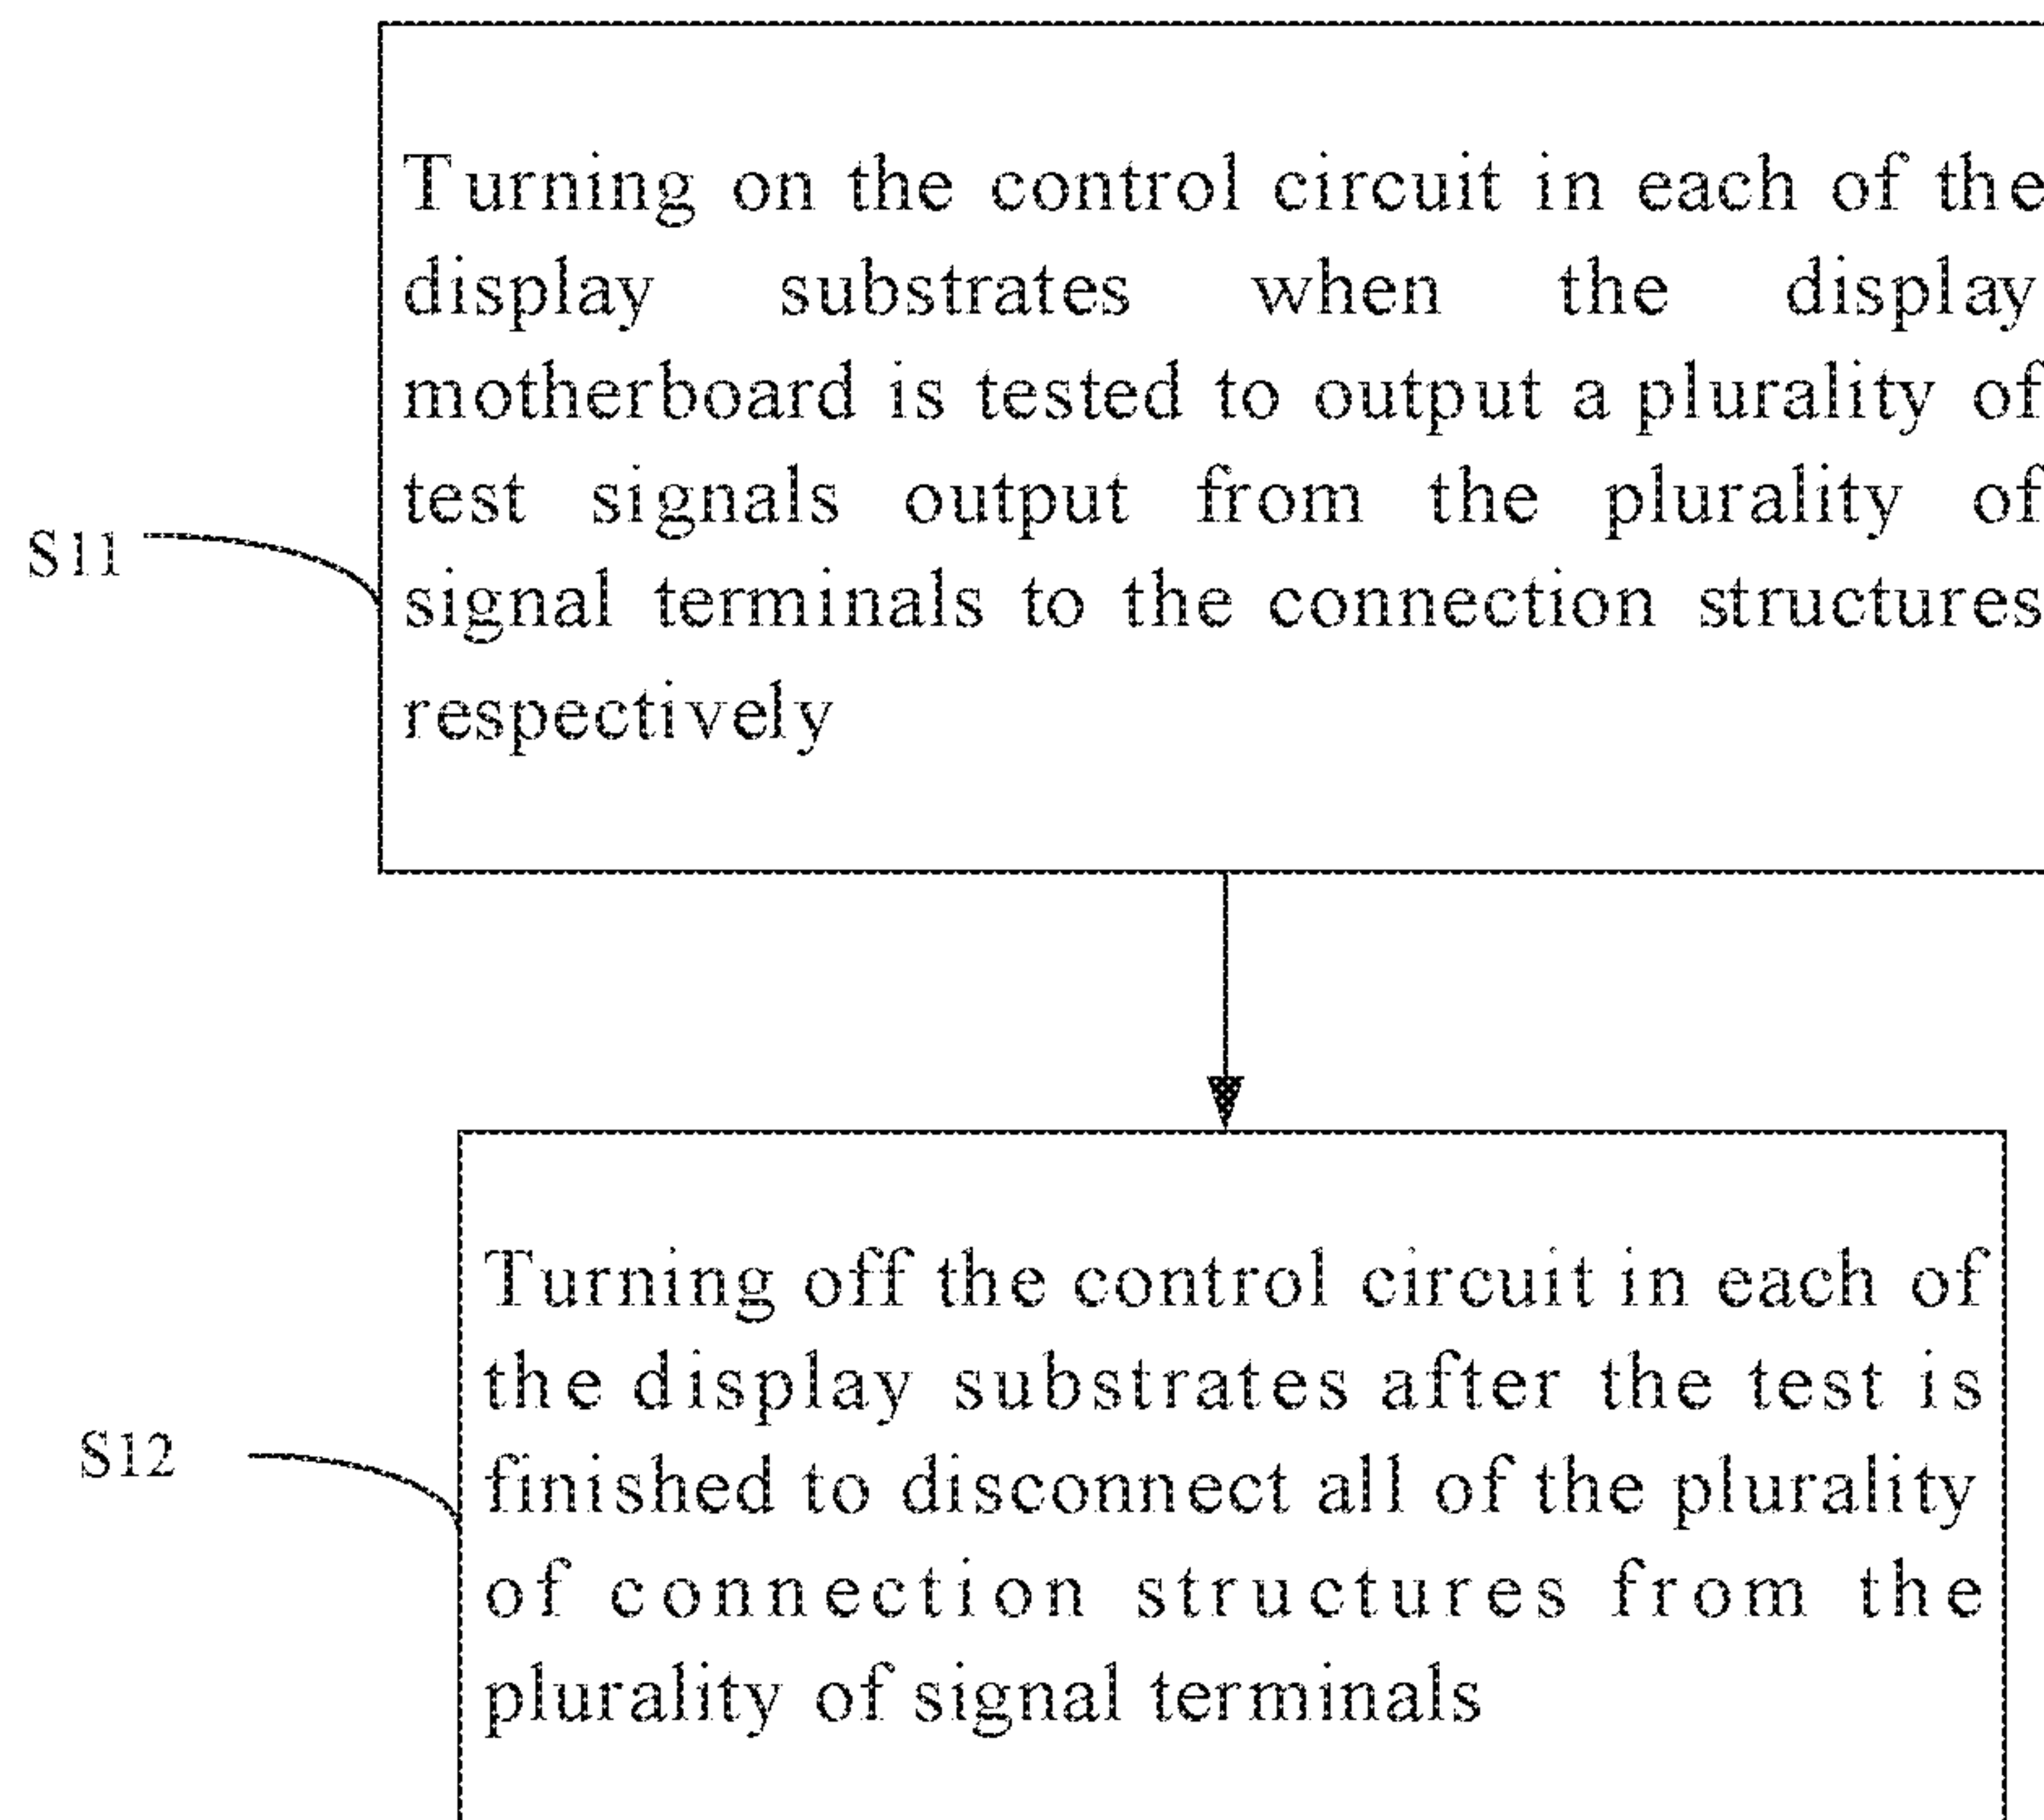 Turning on the control circuit in each of the
display substrates when the display
motherboard is tested to output a plurality of
test signals output from the plurality of
S11
signal terminals to the connection structures
respectively
Turning off the control circuit in each of
the display substrates after the test is
S12
finished to disconnect all of the plurality
of connection structures from the
plurality of signal terminals